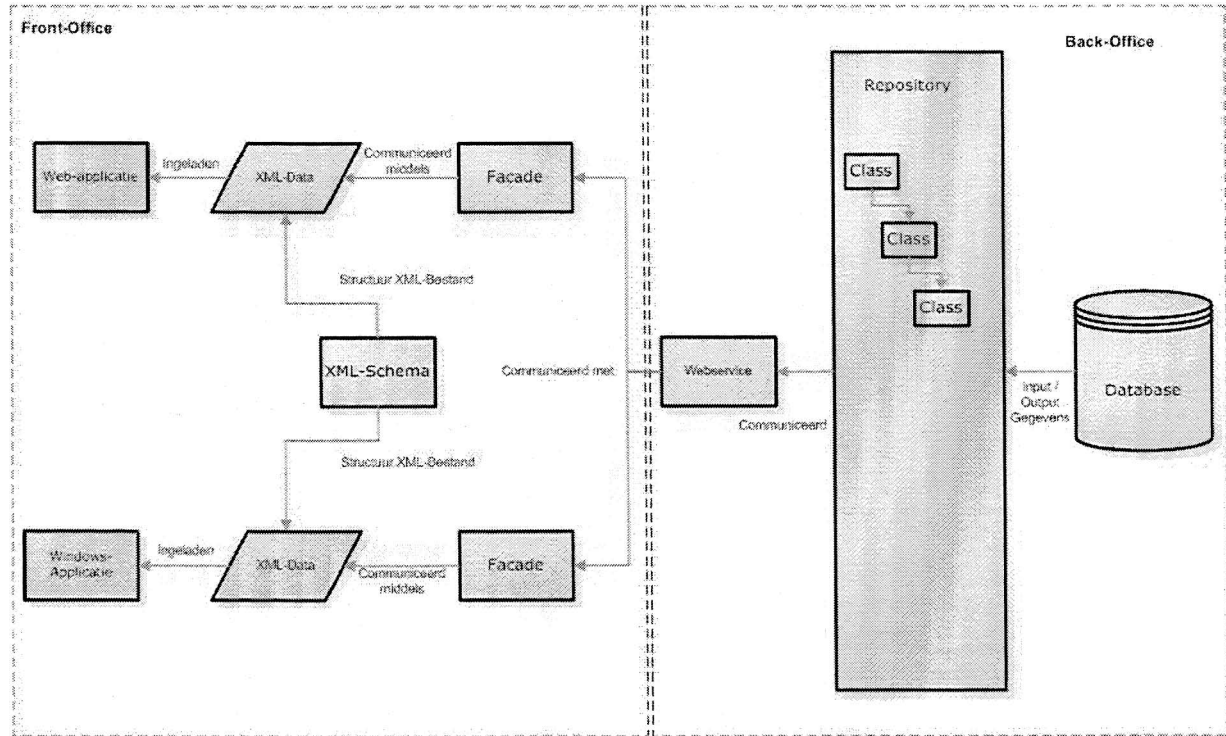 Front-Office
Back-Office
Repository
Ingeladen
Communiceerd
middels
Web-applicatie
XML-Data
Facade
Class
Class
Class
Structuur XML-Bestand
XML-Schema
Communiceerd met
Webservice
Communiceerd
Input /
Output
Gegevens
Database
Structuur XML-Bestand
Ingeladen
Windows-
Applicatie
XML-Data
Communiceerd
middels
Facade